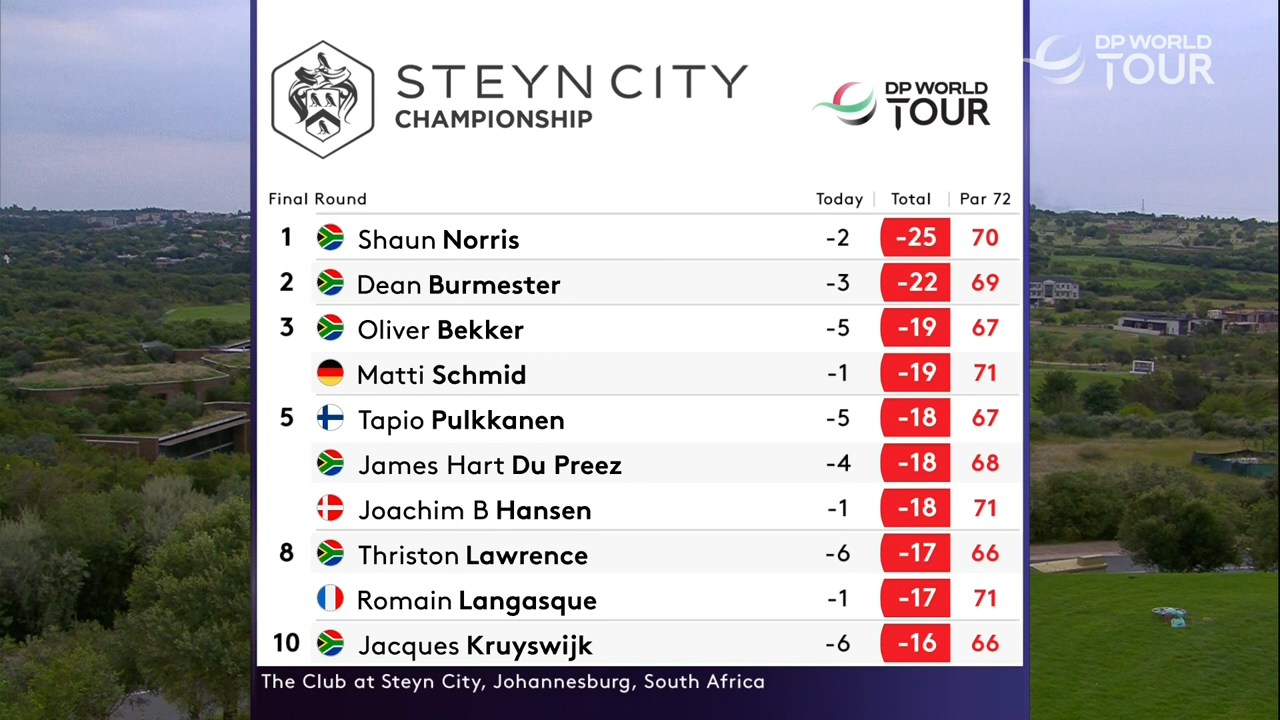 STEYN CITY
CHAMPIONSHIP
DP WORLD
TOUR
DP WORLD
TOUR
Final Round Today Total Par 72
1 Shaun Norris -2 -25 70
2 Dean Burmester -3 -22 69
3 Oliver Bekker -5 -19 67
Matti Schmid -1 -19 71
5 Tapio Pulkkanen -5 -18 67
James Hart Du Preez -4 -18 68
Joachim B Hansen -1 -18 71
8 Thriston Lawrence -6 -17 66
Romain Langasque -1 -17 71
10 Jacques Kruyswijk -6 -16 66
The Club at Steyn City, Johannesburg, South Africa